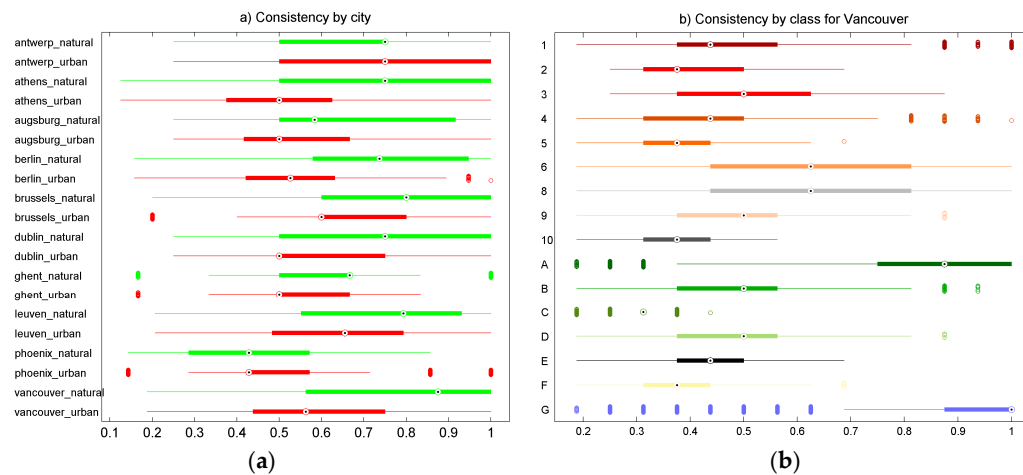 a) Consistency by city
antwerp_natural
antwerp_urban
athens_natural
athens_urban
augsburg_natural
augsburg_urban
berlin_natural
berlin_urban
brussels_natural
brussels_urban
dublin_natural
dublin_urban
ghent_natural
ghent_urban
leuven_natural
leuven_urban
phoenix_natural
phoenix_urban
vancouver_natural
vancouver_urban
0.1 0.2 0.3 0.4 0.5 0.6 0.7 0.8 0.9 1
(a)
b) Consistency by class for Vancouver
1
2
3
4
5
6
8
9
10
A
B
C
D
E
F
G
0.2 0.3 0.4 0.5 0.6 0.7 0.8 0.9 1
(b)